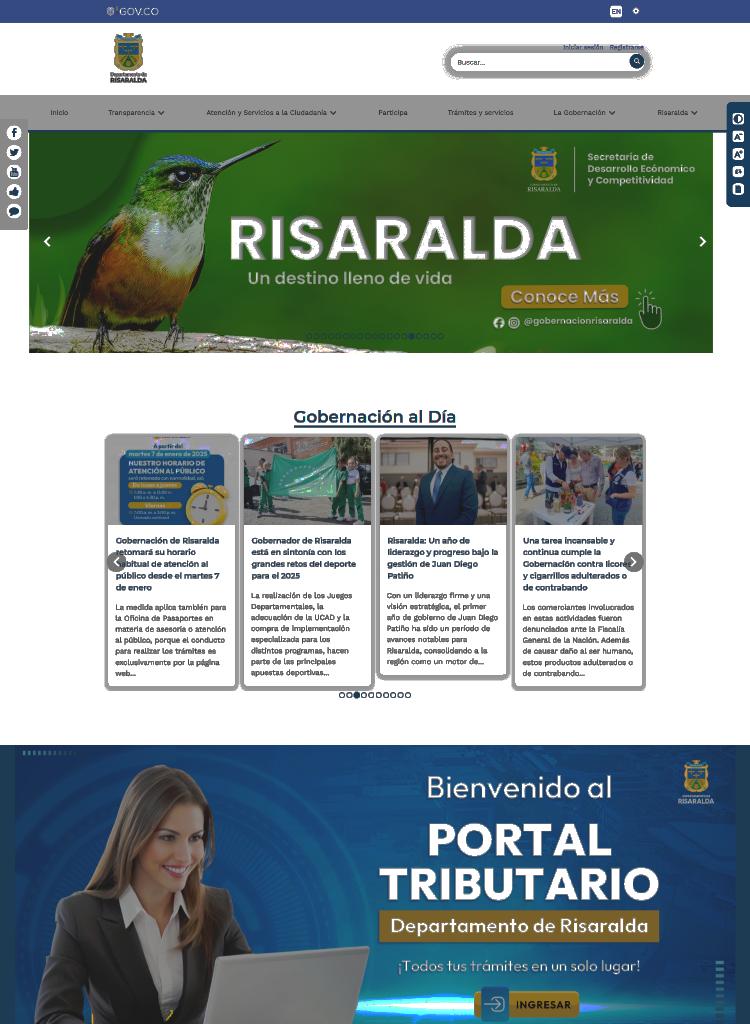 GOV.CO
EN
Departamento de
RISARALDA
Iniciar sesión Registrarse
Buscar...
Inicio
Transparencia
Atención y Servicios a la Ciudadanía
Participa
Trámites y servicios
La Gobernación
Risaralda
RISARALDA
Secretaría de
Desarrollo Ecónomico
y Competitividad
RISARALDA
Un destino lleno de vida
Conoce Más
@gobernacionrisaralda
Gobernación al Día
A partir del
martes 7 de enero de 2025
NUESTRO HORARIO DE
ATENCIÓN AL PÚBLICO
De lunes a jueves
Viernes
Gobernación de Risaralda
retomará su horario
habitual de atención al
público desde el martes 7
de enero
La medida aplica también para
la Oficina de Pasaportes en
materia de asesoría o atención
al público, porque el conducto
para realizar los trámites es
exclusivamente por la página
web...
Gobernador de Risaralda
está en sintonía con los
grandes retos del deporte
para el 2025
La realización de los Juegos
Departamentales, la
adecuación de la UCAD y la
compra de implementación
especializada para los
distintos programas, hacen
parte de las principales
apuestas deportivas...
Risaralda: Un año de
liderazgo y progreso bajo la
gestión de Juan Diego
Patiño
Con un liderazgo firme y una
visión estratégica, el primer
año de gobierno de Juan Diego
Patiño ha sido un período de
avances notables para
Risaralda, consolidando a la
región como un motor de...
Una tarea incansable y
continua cumple la
Gobernación contra licores
y cigarrillos adulterados o
de contrabando
Los comerciantes involucrados
en estas actividades fueron
denunciados ante la Fiscalía
General de la Nación. Además
de causar daño al ser humano,
estos productos adulterados o
de contrabando...
Bienvenido al
PORTAL
TRIBUTARIO
Departamento de Risaralda
¡Todos tus trámites en un solo lugar!
INGRESAR
RISARALDA